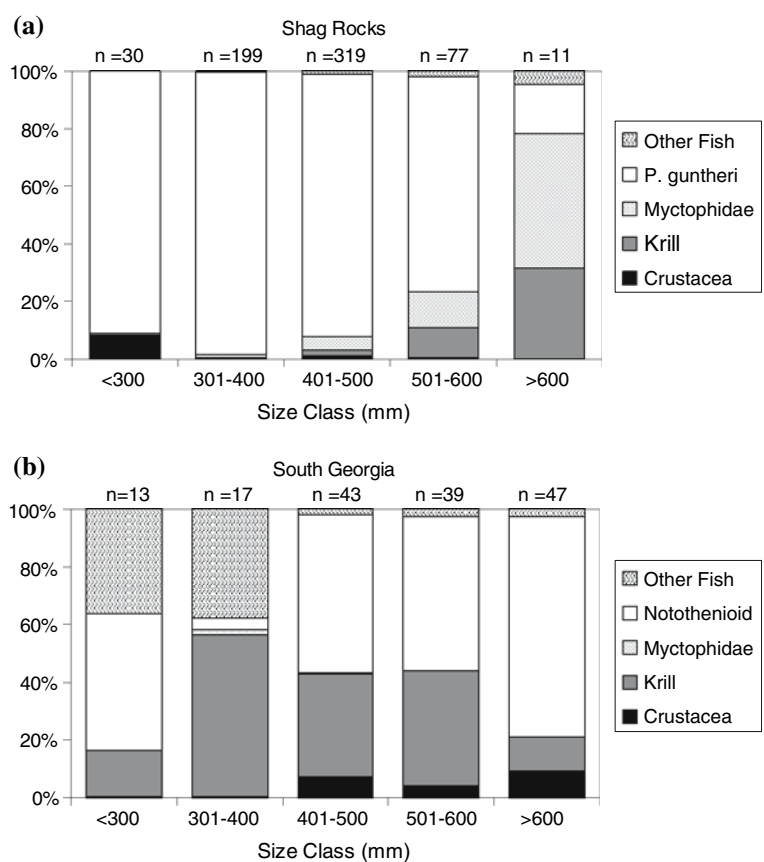 (a)
Shag Rocks
n =30 n =199 n =319 n =77 n =11
100%
80%
60%
40%
20%
0%
<300 301-400 401-500 501-600 >600
Size Class (mm)
Other Fish
P. guntheri
Myctophidae
Krill
Crustacea
(b)
South Georgia
n=13 n =17 n =43 n =39 n =47
100%
80%
60%
40%
20%
0%
<300 301-400 401-500 501-600 >600
Size Class (mm)
Other Fish
Notothenioid
Myctophidae
Krill
Crustacea